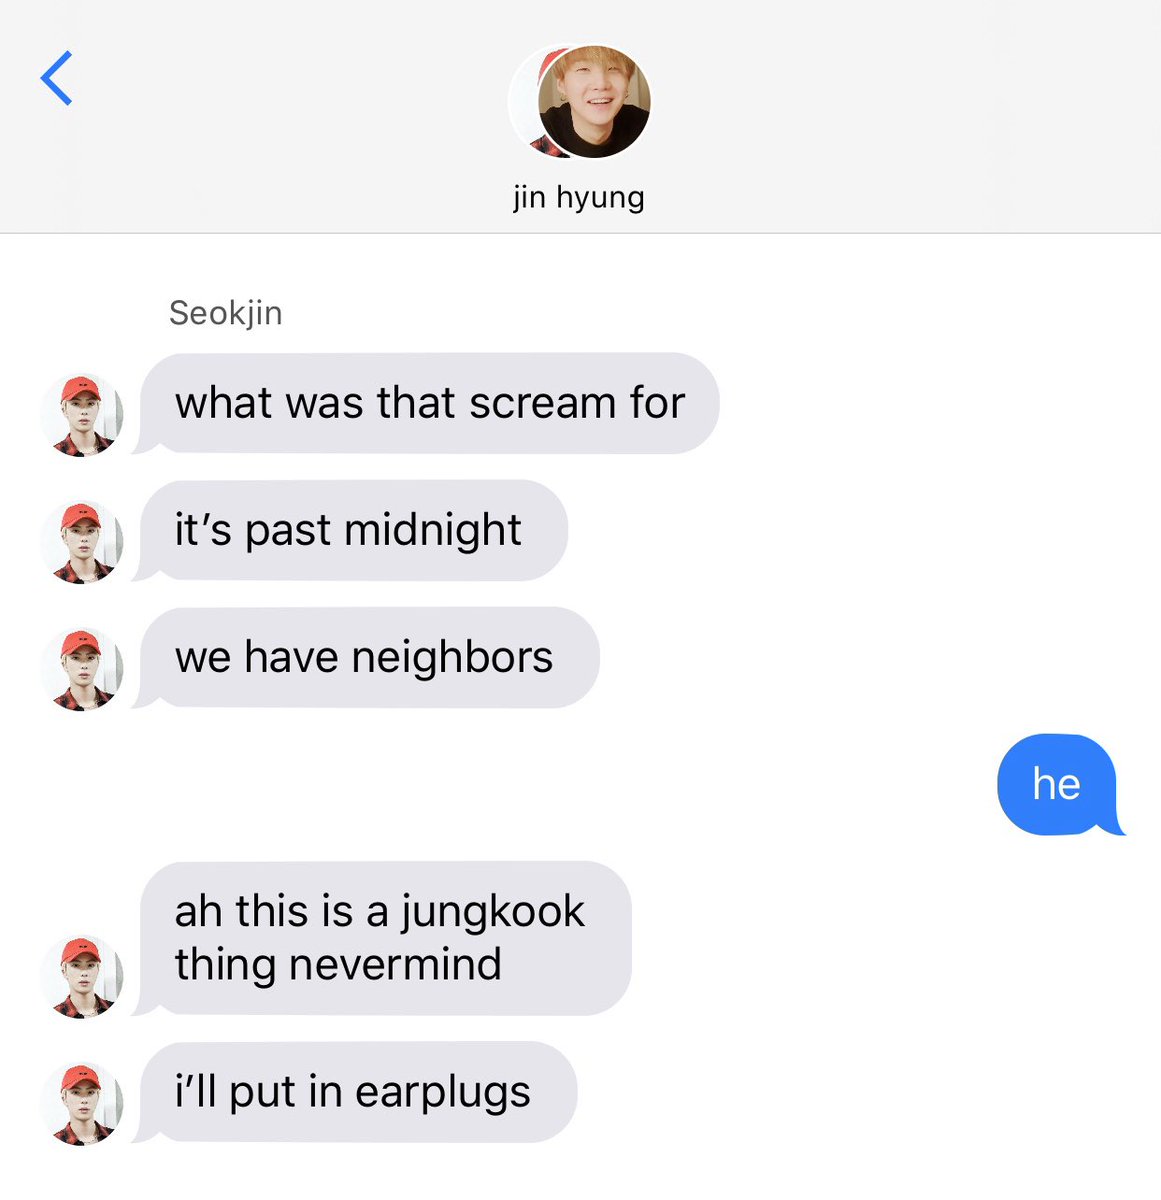 jin hyung
Seokjin
what was that scream for
it’s past midnight
we have neighbors
he
ah this is a jungkook
thing nevermind
i’ll put in earplugs